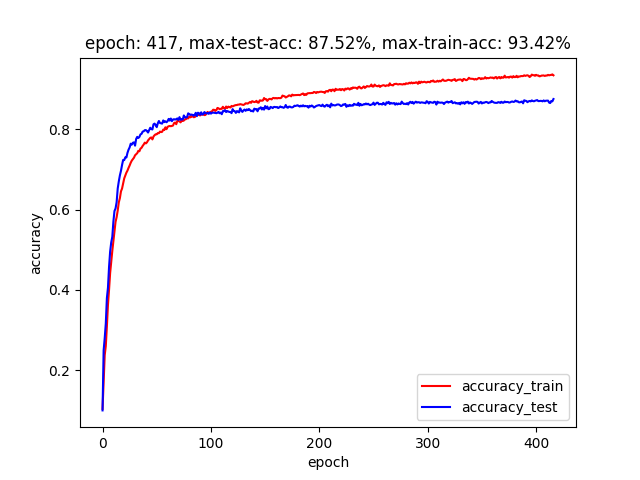 epoch: 417, max-test-acc: 87.52%, max-train-acc: 93.42%
accuracy
0.8
0.6
0.4
0.2
accuracy_train
accuracy_test
0 100 200 300 400
epoch